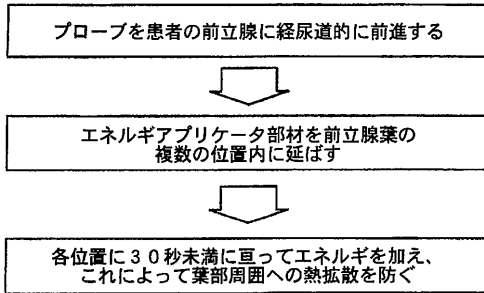 プローブを患者の前立腺に経尿道的に前進する
エネルギアプリケータ部材を前立腺葉の
複数の位置内に延ばす
各位置に３０秒未満に亘ってエネルギを加え、
これによって葉部周囲への熱拡散を防ぐ